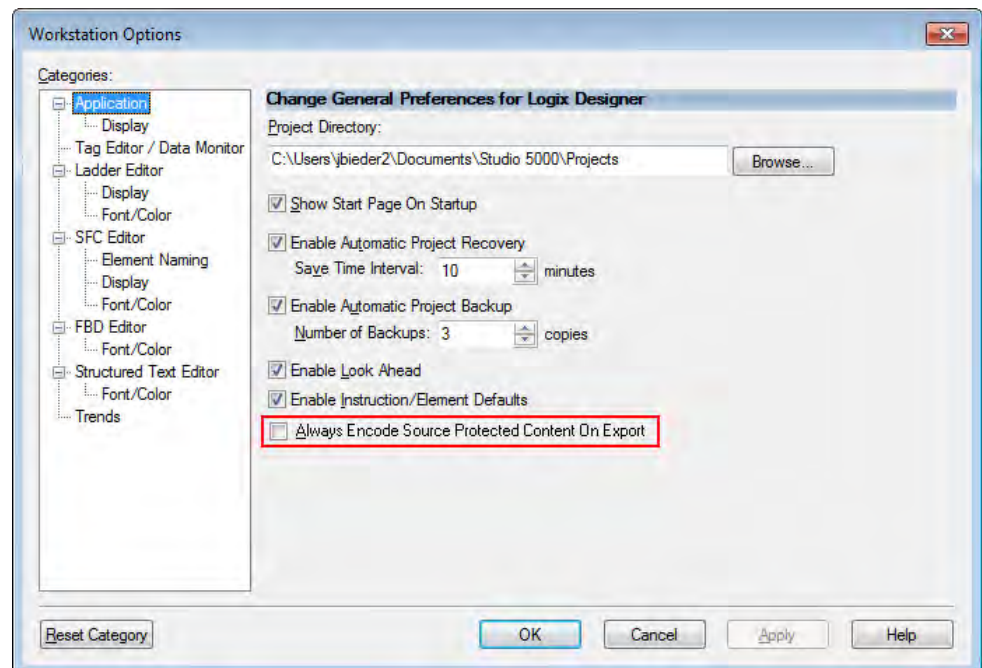 Workstation Options
Categories:
Application
Display
Tag Editor / Data Monitor
Ladder Editor
Display
Font/Color
SFC Editor
Element Naming
Display
Font/Color
FBD Editor
Font/Color
Structured Text Editor
Font/Color
Trends
Change General Preferences for Logix Designer
Project Directory:
C:\Users\jbieder2\Documents\Studio 5000\Projects Browse...
Show Start Page On Startup
Enable Automatic Project Recovery
Save Time Interval: 10 minutes
Enable Automatic Project Backup
Number of Backups: 3 copies
Enable Look Ahead
Enable Instruction/Element Defaults
Always Encode Source Protected Content On Export
Reset Category OK Cancel Apply Help